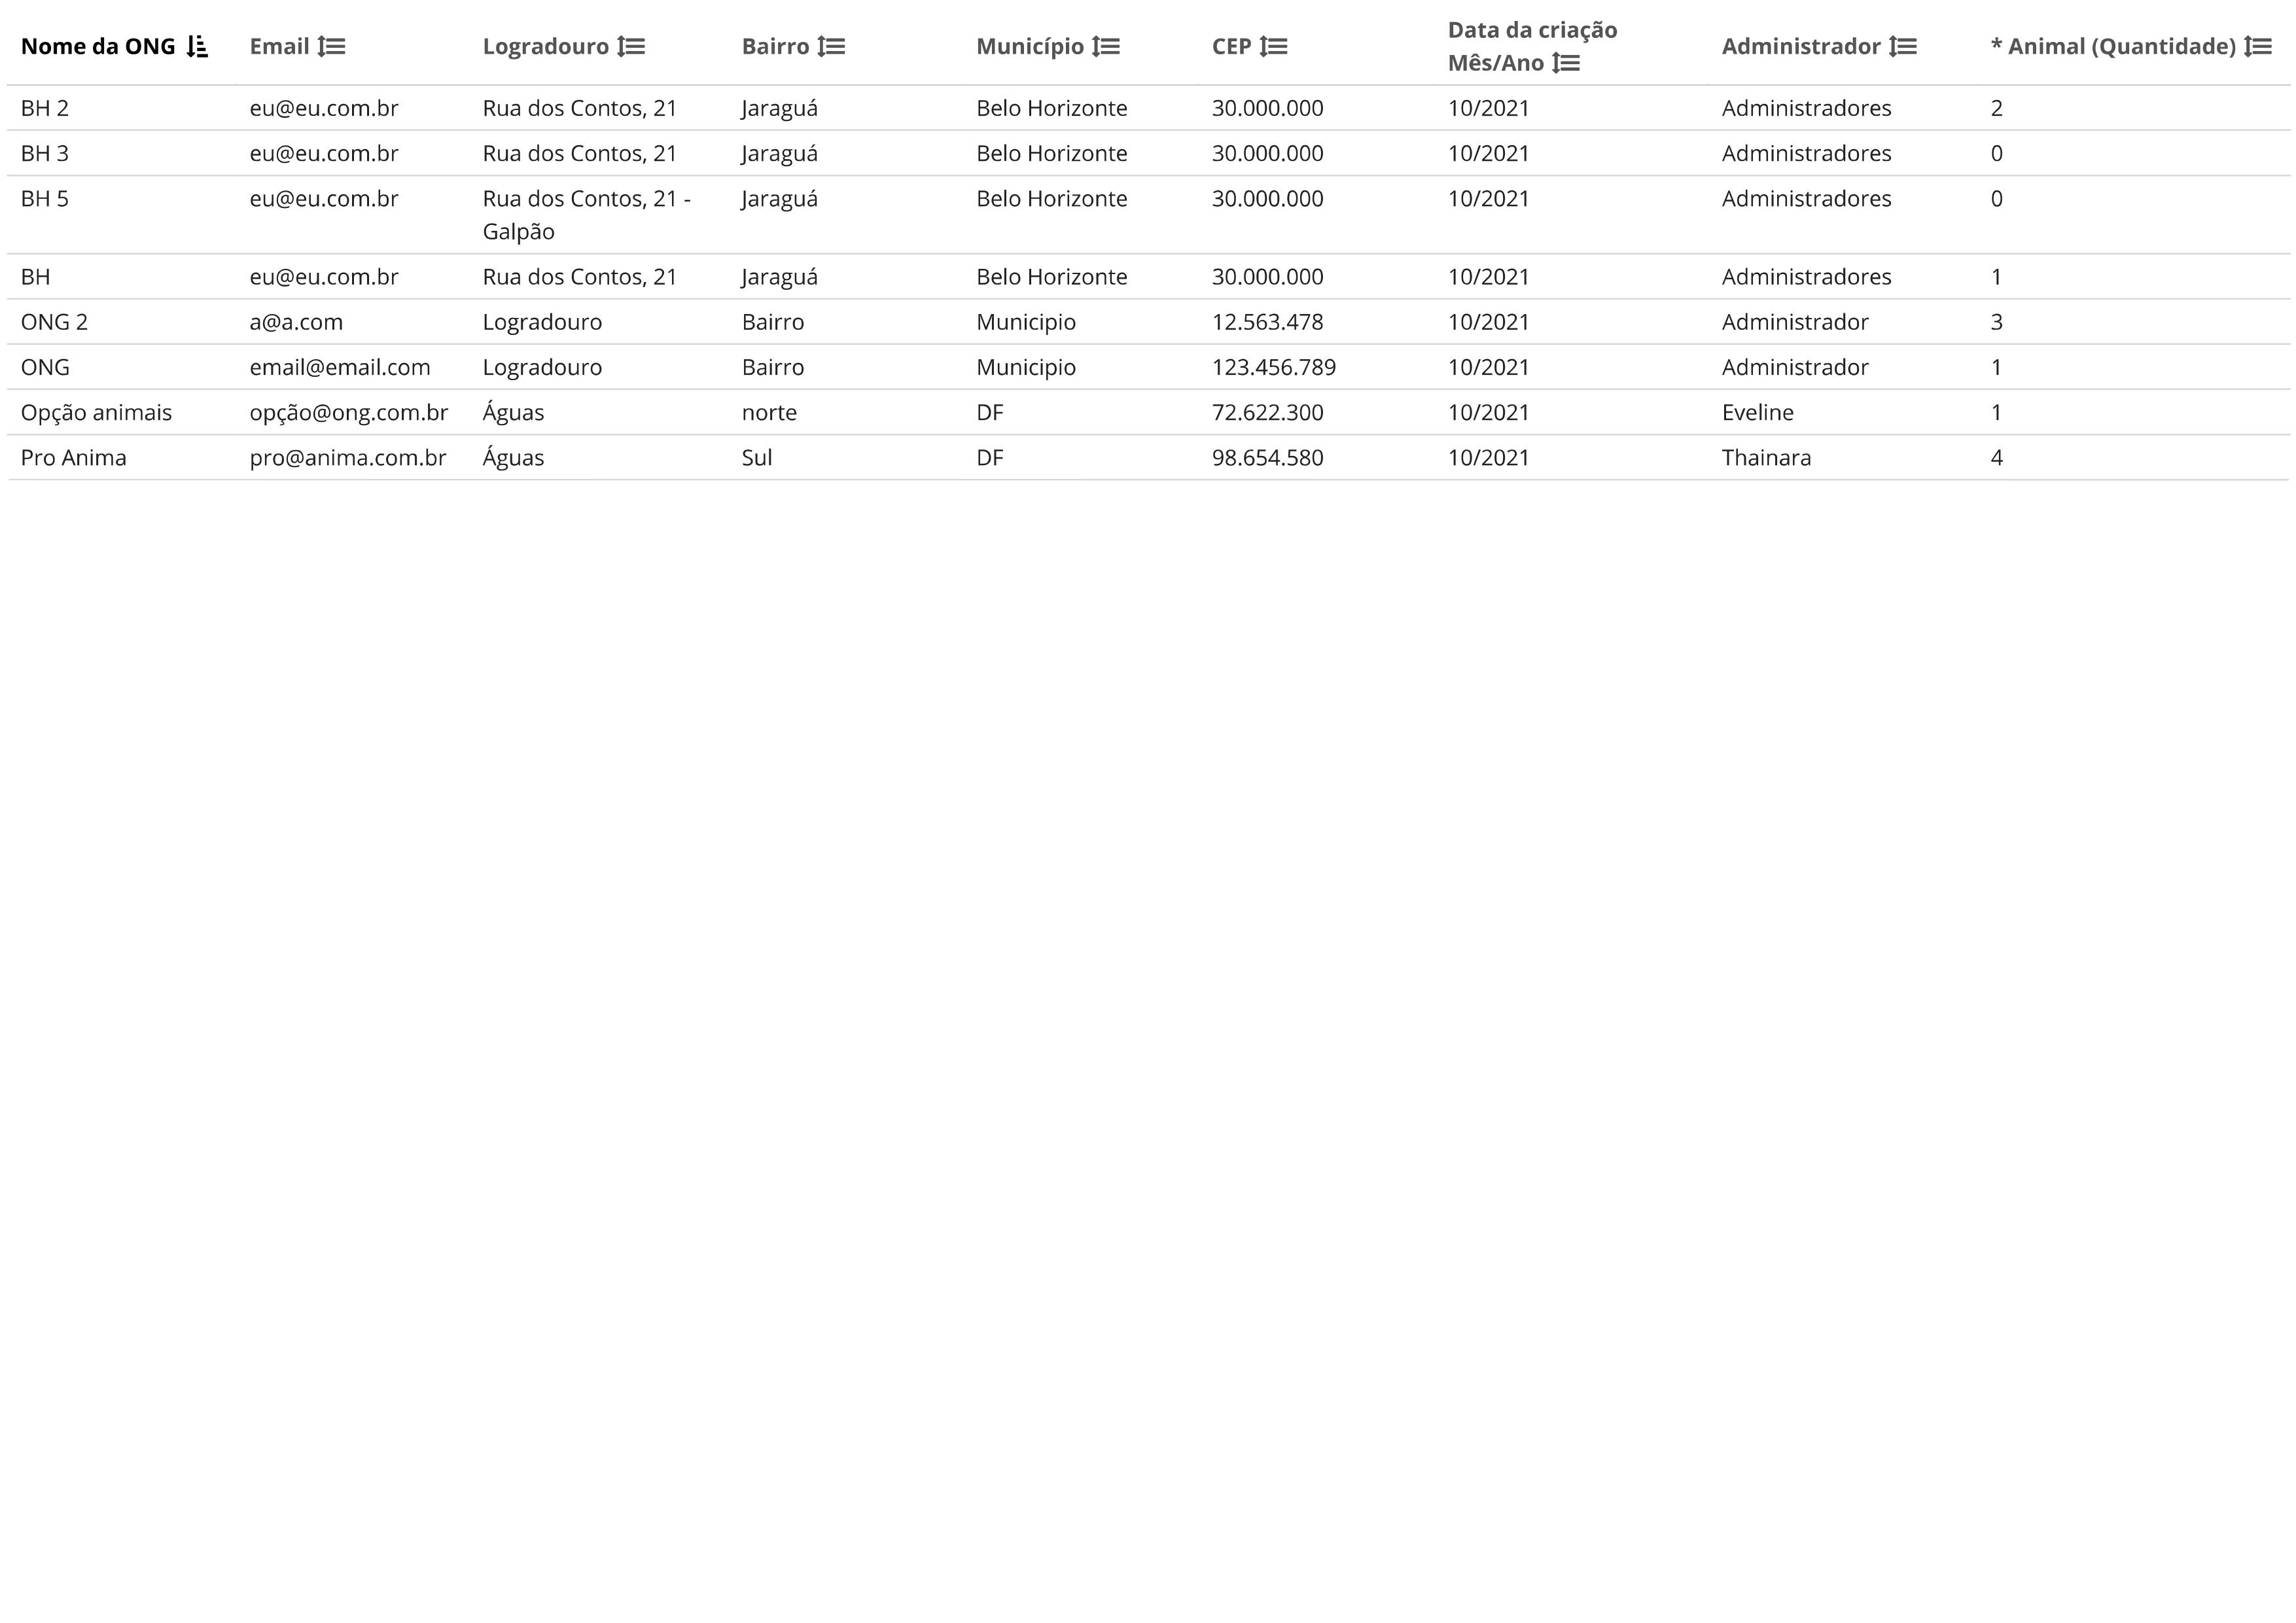 Nome da ONG Email Logradouro Bairro Município CEP Data da criação Mês/Ano Administrador * Animal (Quantidade)
BH 2 eu@eu.com.br Rua dos Contos, 21 Jaraguá Belo Horizonte 30.000.000 10/2021 Administradores 2
BH 3 eu@eu.com.br Rua dos Contos, 21 Jaraguá Belo Horizonte 30.000.000 10/2021 Administradores 0
BH 5 eu@eu.com.br Rua dos Contos, 21 - Galpão Jaraguá Belo Horizonte 30.000.000 10/2021 Administradores 0
BH eu@eu.com.br Rua dos Contos, 21 Jaraguá Belo Horizonte 30.000.000 10/2021 Administradores 1
ONG 2 a@a.com Logradouro Bairro Municipio 12.563.478 10/2021 Administrador 3
ONG email@email.com Logradouro Bairro Municipio 123.456.789 10/2021 Administrador 1
Opção animais opção@ong.com.br Águas norte DF 72.622.300 10/2021 Eveline 1
Pro Anima pro@anima.com.br Águas Sul DF 98.654.580 10/2021 Thainara 4